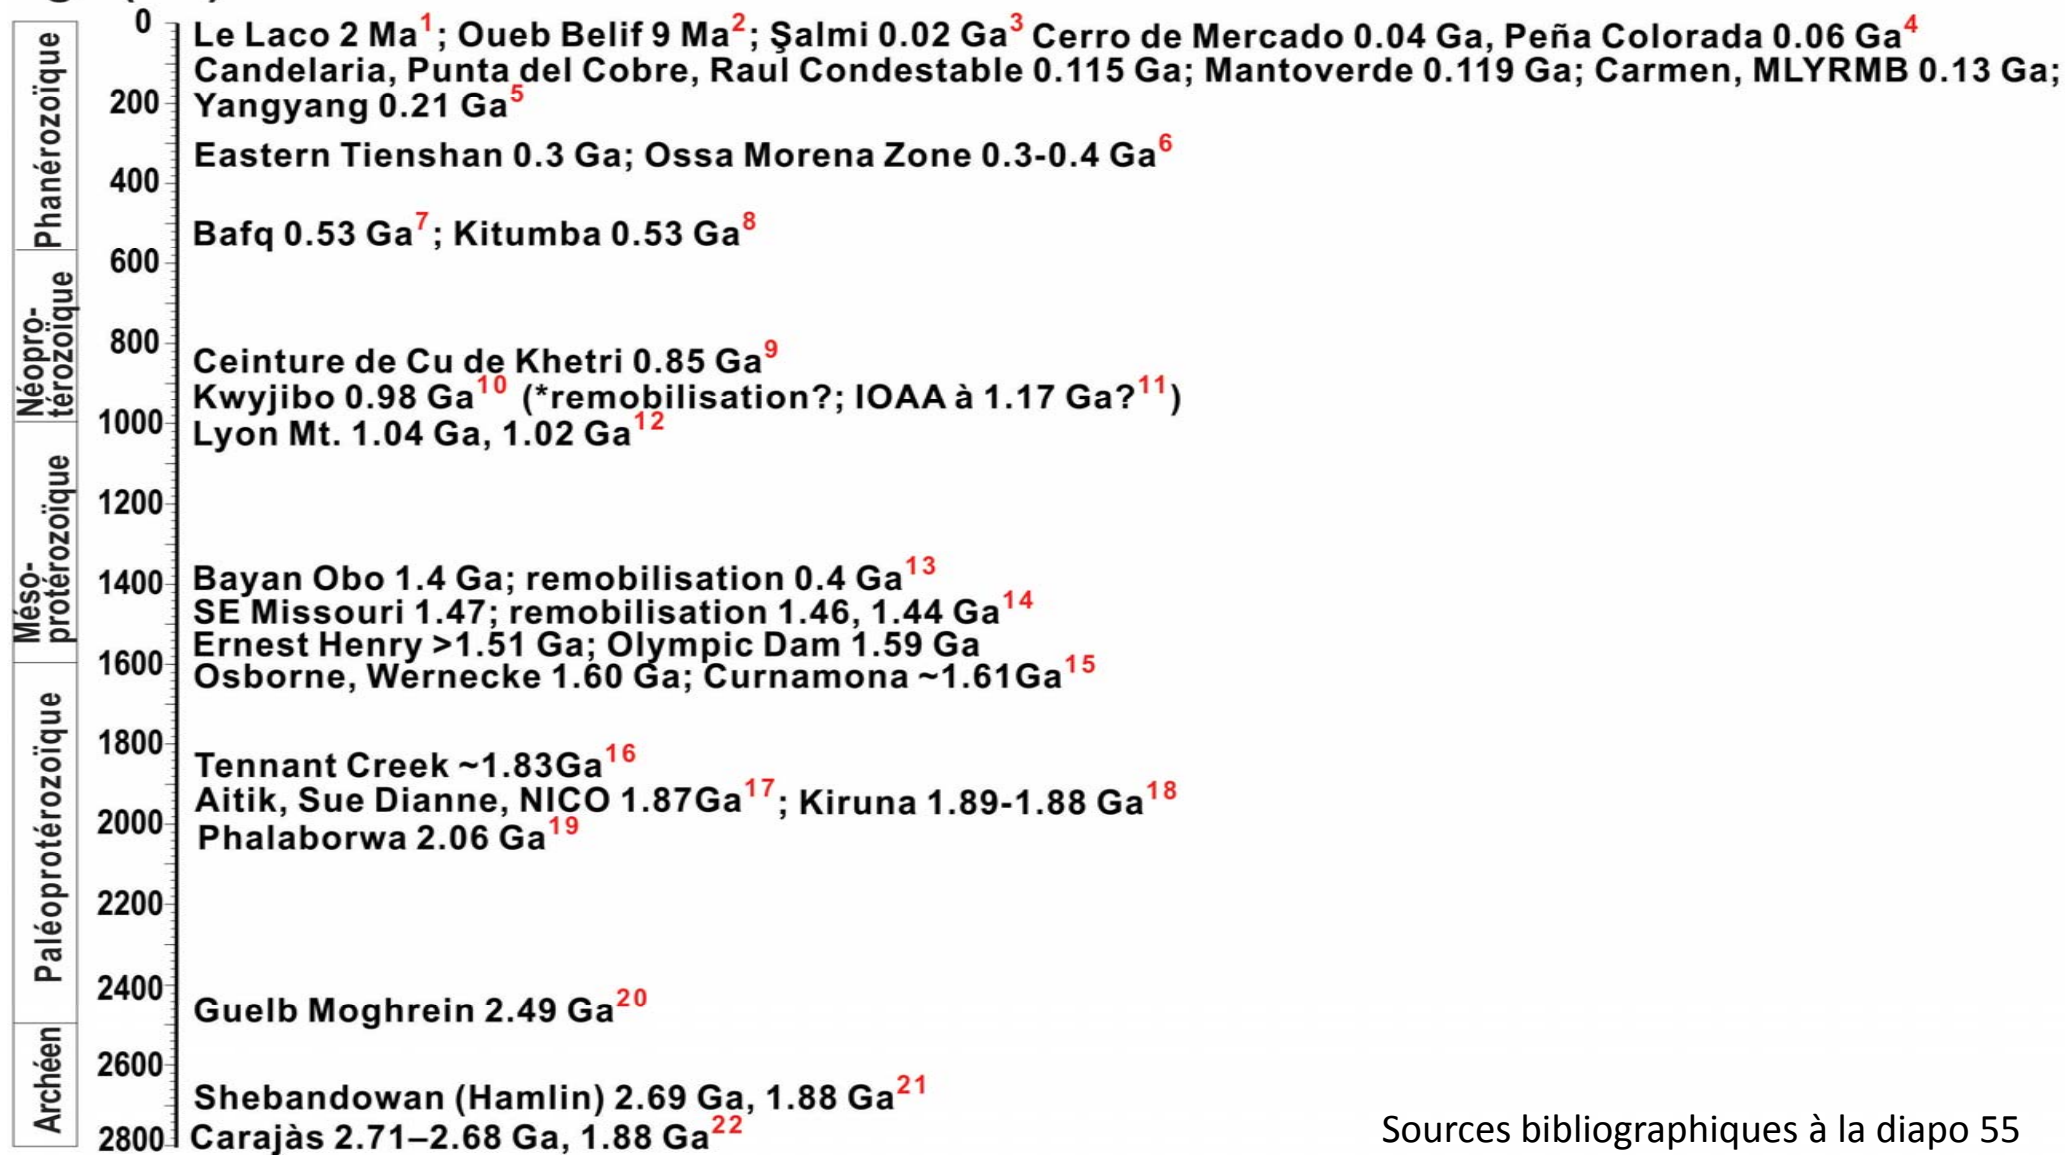 0
200
400
600
800
1000
1200
1400
1600
1800
2000
2200
2400
2600
2800
Phanérozoïque
Néopro-
térozoïque
Méso-
protérozoïque
Paléoprotérozoïque
Archéen
Le Laco 2 Ma1; Oueb Belif 9 Ma2; Şalmi 0.02 Ga3 Cerro de Mercado 0.04 Ga, Peña Colorada 0.06 Ga4
Candelaria, Punta del Cobre, Raul Condestable 0.115 Ga; Mantoverde 0.119 Ga; Carmen, MLYRMB 0.13 Ga;
Yangyang 0.21 Ga5
Eastern Tienshan 0.3 Ga; Ossa Morena Zone 0.3-0.4 Ga6
Bafq 0.53 Ga7; Kitumba 0.53 Ga8
Ceinture de Cu de Khetri 0.85 Ga9
Kwyjibo 0.98 Ga10 (*remobilisation?; IOAA à 1.17 Ga?11)
Lyon Mt. 1.04 Ga, 1.02 Ga12
Bayan Obo 1.4 Ga; remobilisation 0.4 Ga13
SE Missouri 1.47; remobilisation 1.46, 1.44 Ga14
Ernest Henry >1.51 Ga; Olympic Dam 1.59 Ga
Osborne, Wernecke 1.60 Ga; Curnamona ~1.61Ga15
Tennant Creek ~1.83Ga16
Aitik, Sue Dianne, NICO 1.87Ga17; Kiruna 1.89-1.88 Ga18
Phalaborwa 2.06 Ga19
Guelb Moghrein 2.49 Ga20
Shebandowan (Hamlin) 2.69 Ga, 1.88 Ga21
Carajàs 2.71–2.68 Ga, 1.88 Ga22
Sources bibliographiques à la diapo 55